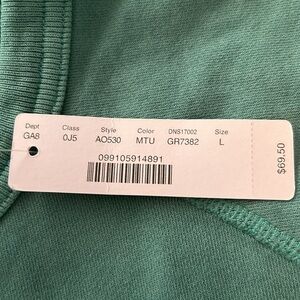 Dept Class Style Color DNS17002 Size
GA8 0J5 AO530 MTU GR7382 L
099105914891
$69.50